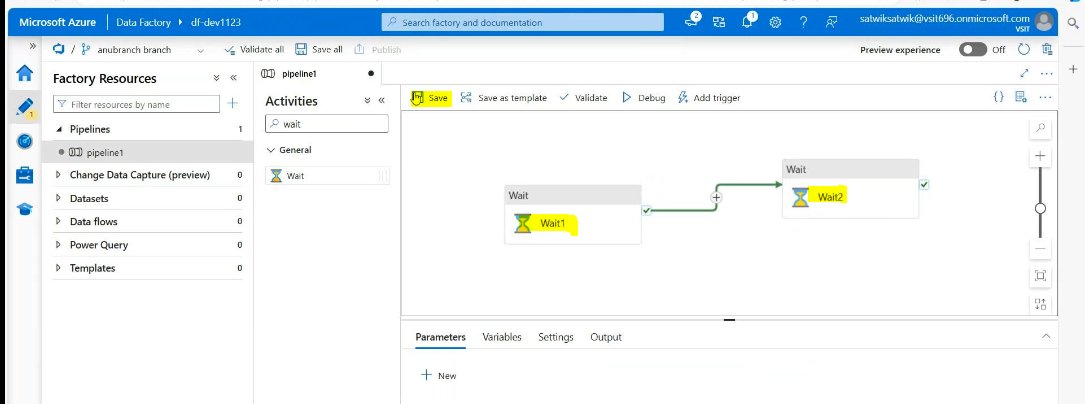 Microsoft Azure | Data Factory ▸ df-dev1123
Search factory and documentation
2
1
satwiksatwik@vsit696.onmicrosoft.com
VSIT
»
/ anubranch branch
Validate all
Save all
Publish
Preview experience
Off
1
Factory Resources
Filter resources by name
Pipelines 1
pipeline1
Change Data Capture (preview) 0
Datasets 0
Data flows 0
Power Query 0
Templates 0
pipeline1
Activities
wait
General
Wait
Save
Save as template
Validate
Debug
Add trigger
{}
Wait
Wait1
Wait
Wait2
Parameters
Variables
Settings
Output
New